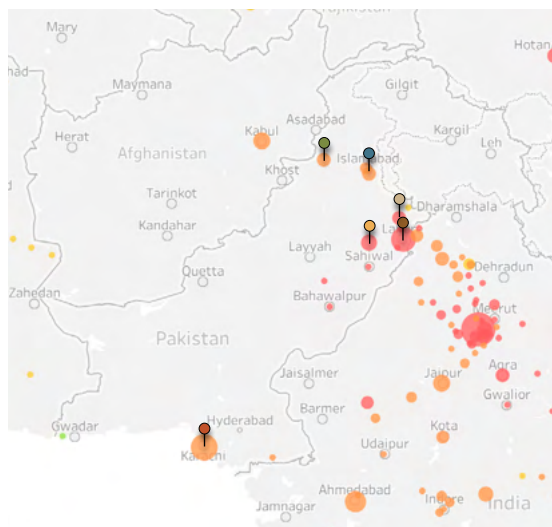 Mary
Tajikistan
Hotan
Maymana
Gilgit
Asadabad
Kabul
Herat
Kargil
Leh
Afghanistan
Islamabad
Khost
Tarinkot
Dharamshala
Kandahar
Layyah
Sahiwal
Quetta
Dehradun
Zahedan
Bahawalpur
Meerut
Pakistan
Jaisalmer
Jaipur
Agra
Gwalior
Barmer
Hyderabad
Gwadar
Kota
Karachi
Udaipur
Ahmedabad
Indore
India
Jamnagar